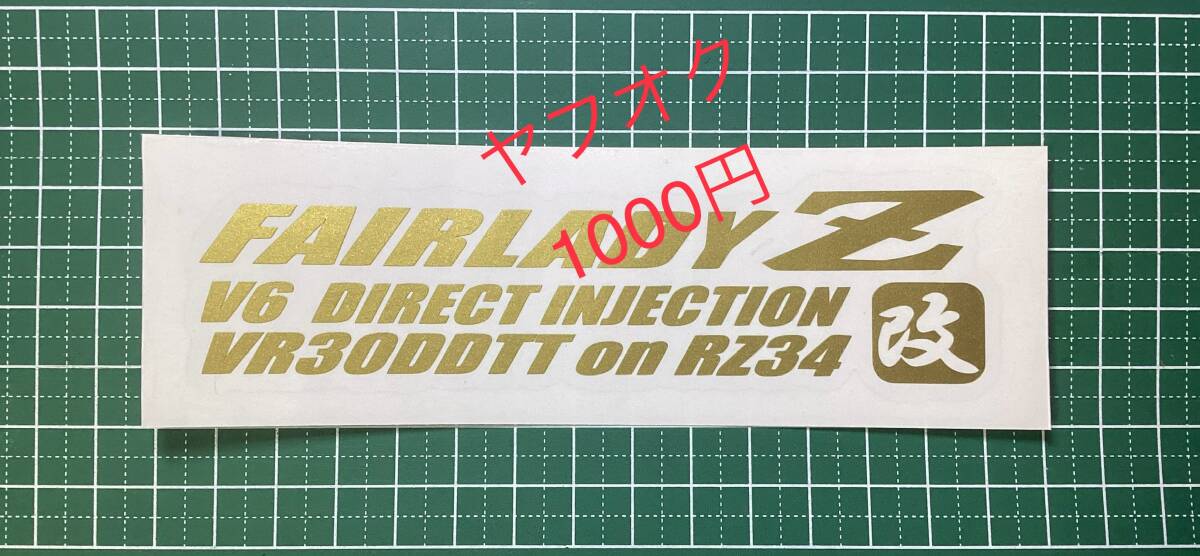 ヤフオク
1000円
FAIRLADY Z
V6 DIRECT INJECTION
VR30DDTT on RZ34
改